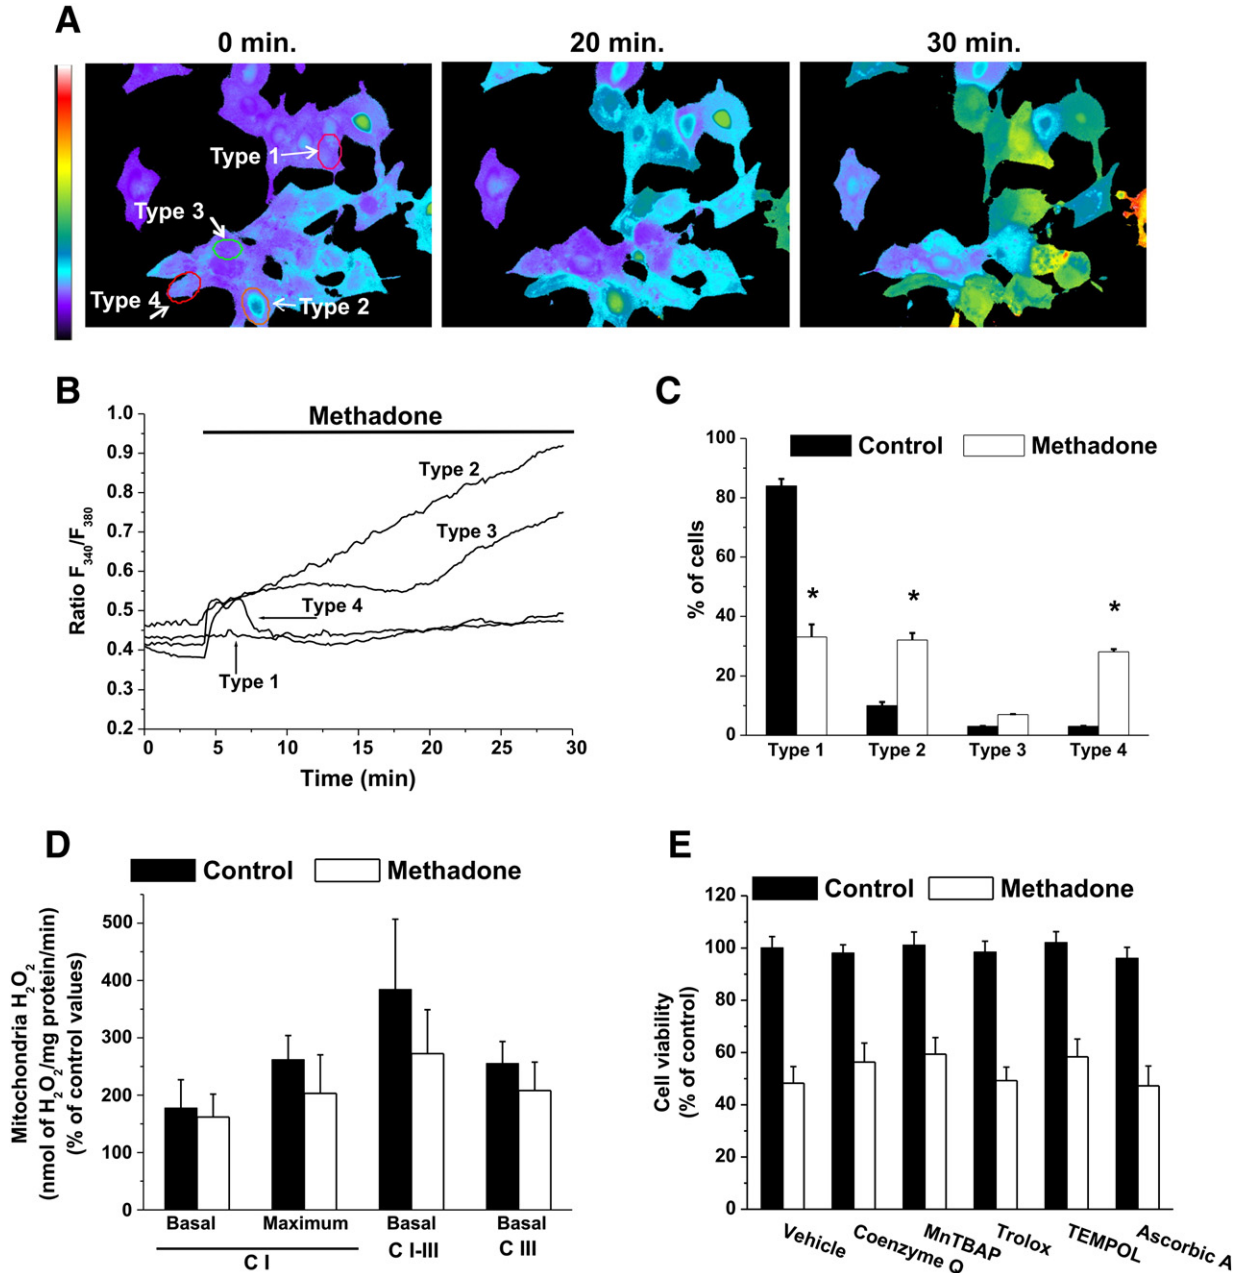 A
0 min.
20 min.
30 min.
Type 1
Type 3
Type 4
Type 2
B
Methadone
1.0
0.9
0.8
0.7
0.6
0.5
0.4
0.3
0.2
Ratio F340/F380
Type 2
Type 3
Type 4
Type 1
0
5
10
15
20
25
30
Time (min)
C
Control
Methadone
100
80
60
40
20
0
% of cells
*
*
*
Type 1
Type 2
Type 3
Type 4
D
Control
Methadone
Mitochondria H2O2
(nmol of H2O2/mg protein/min)
(% of control values)
500
400
300
200
100
0
Basal
Maximum
Basal
Basal
C I
C I-III
C III
E
Control
Methadone
120
100
80
60
40
20
0
Cell viability
(% of control)
Vehicle
Coenzyme Q
MnTBAP
Trolox
TEMPOL
Ascorbic A